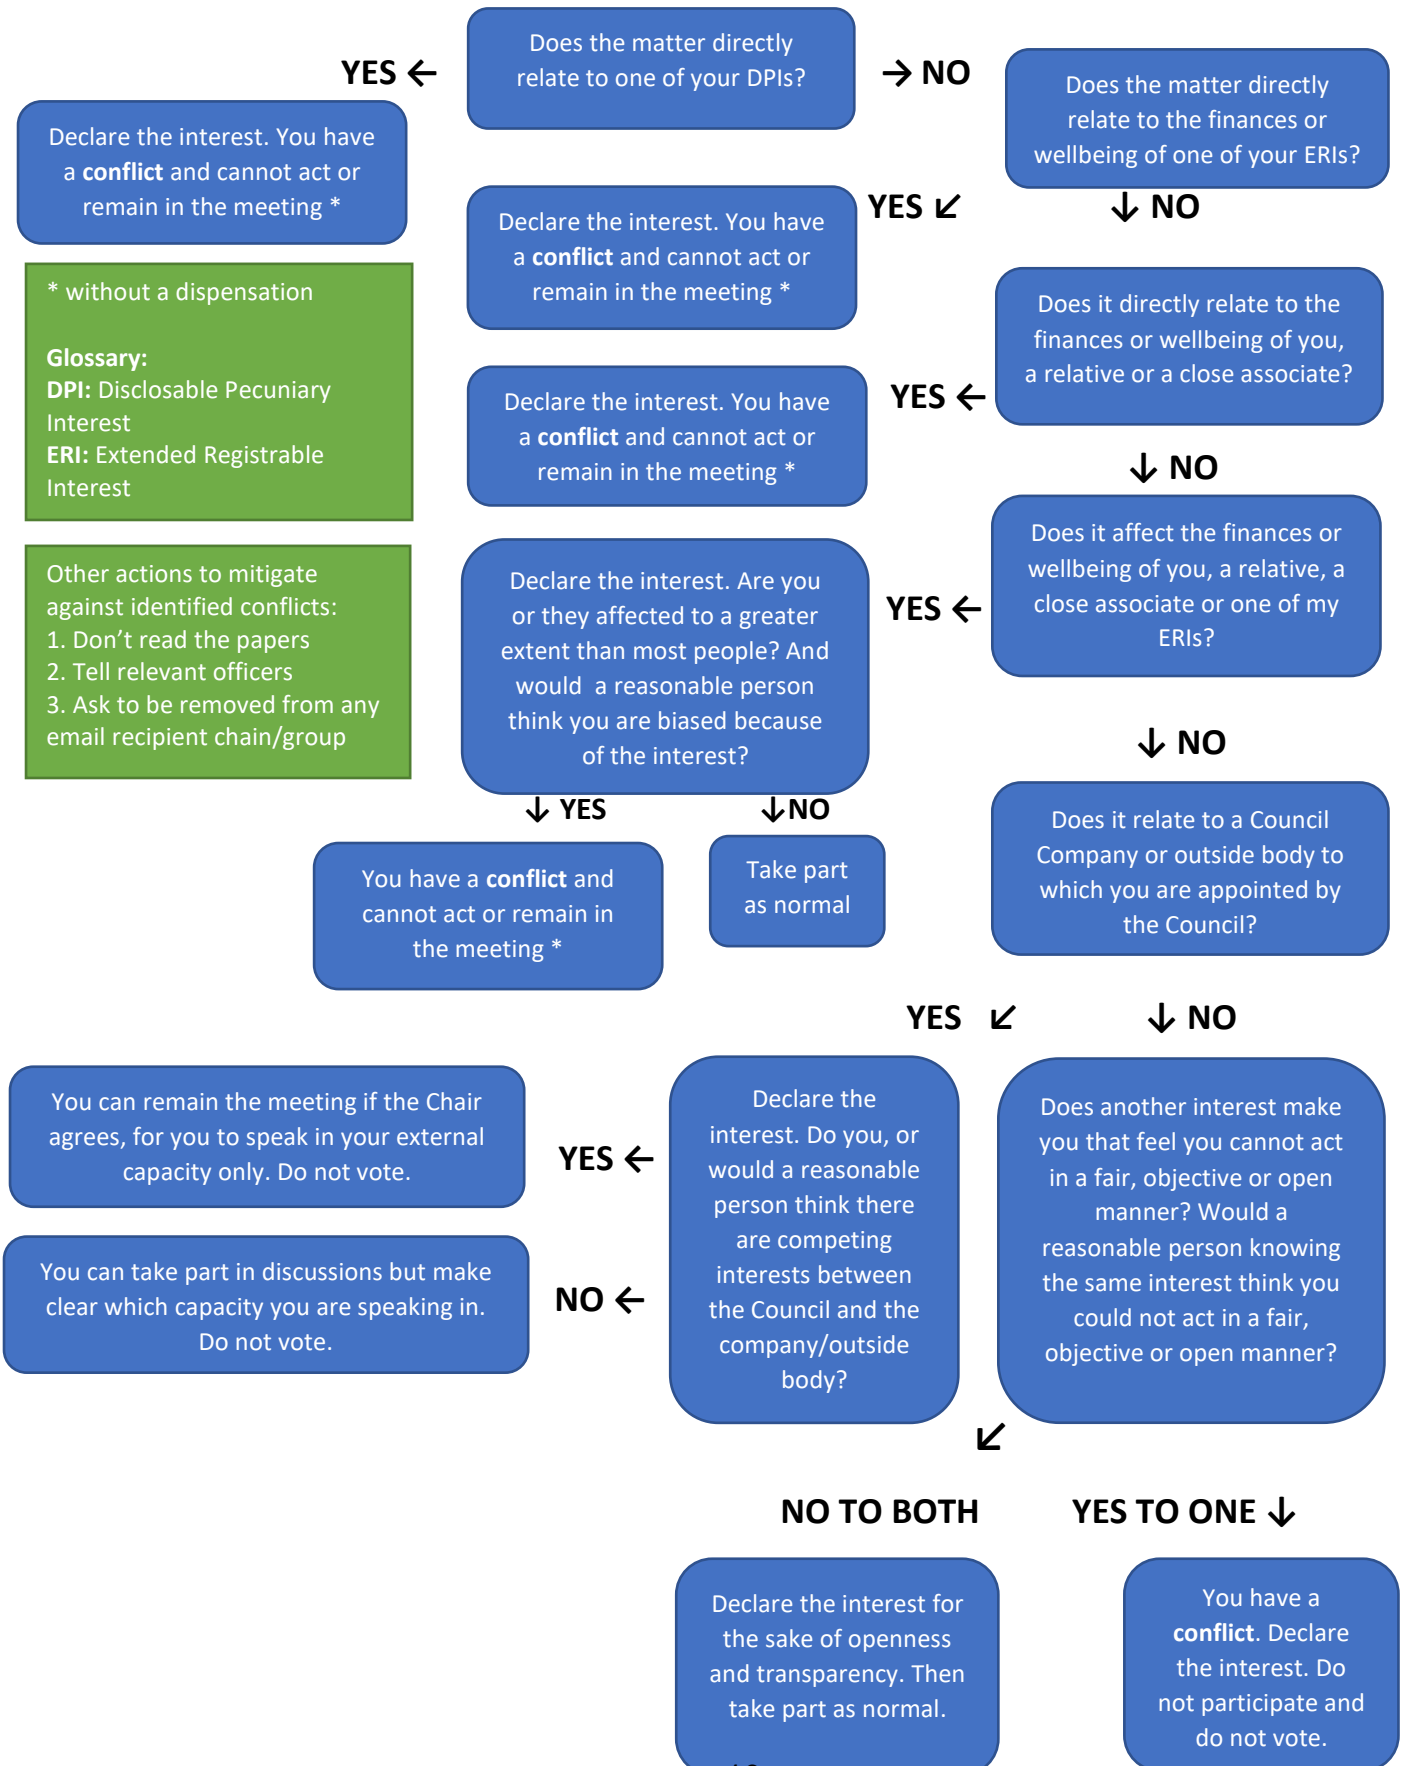 Does the matter directly
relate to one of your DPIs?
YES ←
→ NO
Does the matter directly
relate to the finances or
wellbeing of one of your ERIs?
Declare the interest. You have
a conflict and cannot act or
remain in the meeting *
YES ↙
↓ NO
Declare the interest. You have
a conflict and cannot act or
remain in the meeting *
* without a dispensation
Glossary:
DPI: Disclosable Pecuniary
Interest
ERI: Extended Registrable
Interest
Does it directly relate to the
finances or wellbeing of you,
a relative or a close associate?
YES ←
Declare the interest. You have
a conflict and cannot act or
remain in the meeting *
↓ NO
Does it affect the finances or
wellbeing of you, a relative, a
close associate or one of my
ERIs?
YES ←
Declare the interest. Are you
or they affected to a greater
extent than most people? And
would  a reasonable person
think you are biased because
of the interest?
Other actions to mitigate
against identified conflicts:
1. Don’t read the papers
2. Tell relevant officers
3. Ask to be removed from any
email recipient chain/group
↓ NO
↓ YES
↓NO
You have a conflict and
cannot act or remain in
the meeting *
Take part
as normal
Does it relate to a Council
Company or outside body to
which you are appointed by
the Council?
YES ↙
↓ NO
Declare the
interest. Do you, or
would a reasonable
person think there
are competing
interests between
the Council and the
company/outside
body?
Does another interest make
you that feel you cannot act
in a fair, objective or open
manner? Would a
reasonable person knowing
the same interest think you
could not act in a fair,
objective or open manner?
YES ←
You can remain the meeting if the Chair
agrees, for you to speak in your external
capacity only. Do not vote.
NO ←
You can take part in discussions but make
clear which capacity you are speaking in.
Do not vote.
↙
NO TO BOTH
YES TO ONE ↓
Declare the interest for
the sake of openness
and transparency. Then
take part as normal.
You have a
conflict. Declare
the interest. Do
not participate and
do not vote.